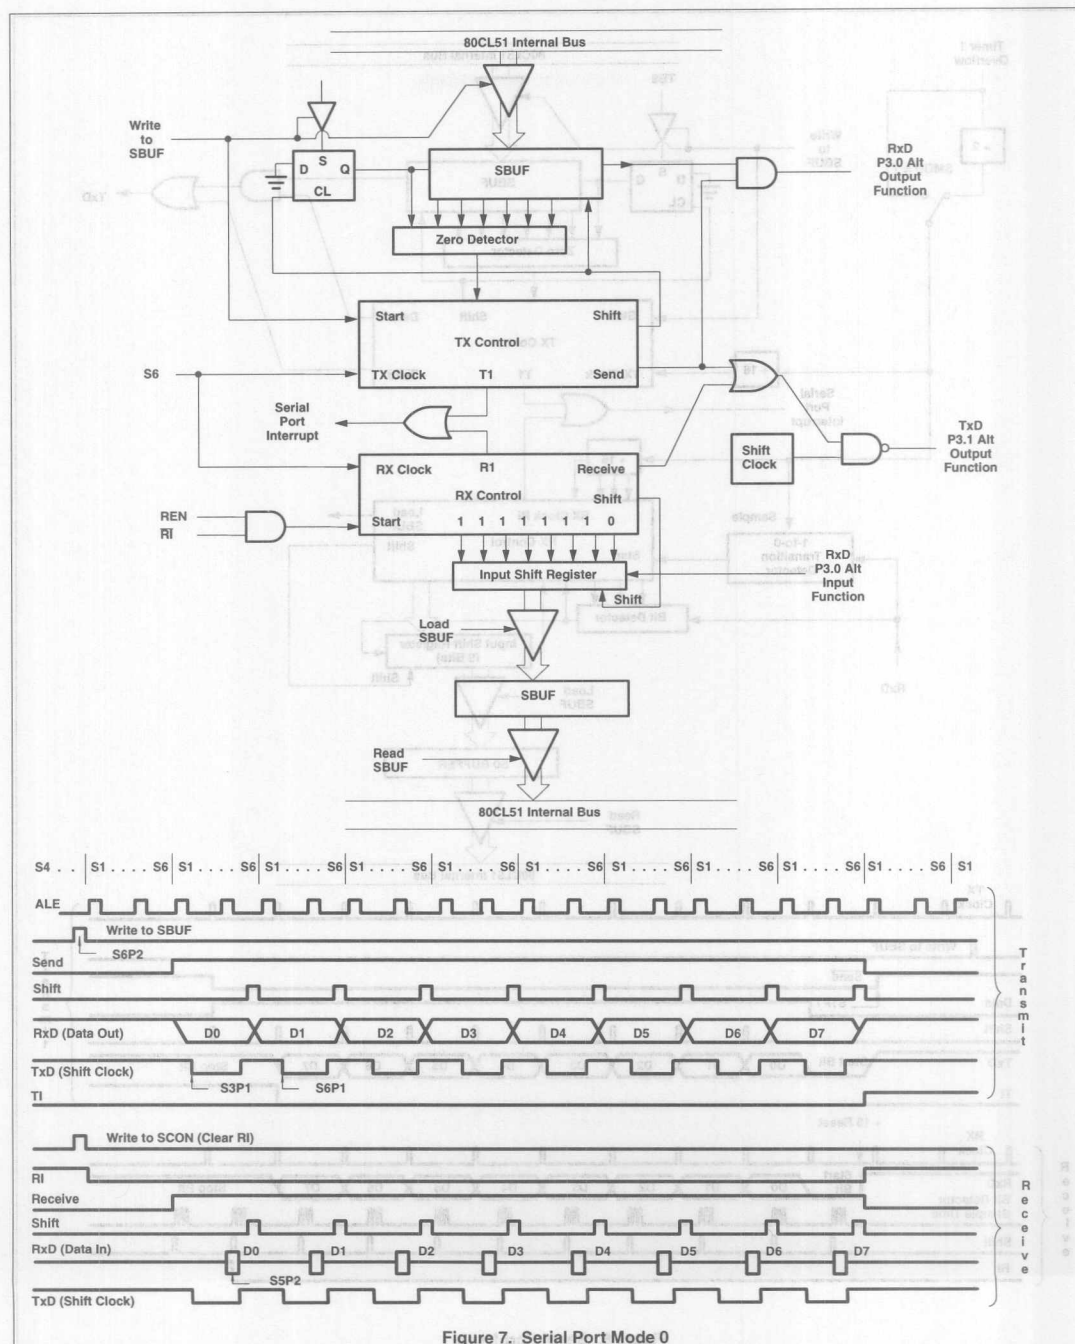 80CL51 Internal Bus
Write
to
SBUF
S
D Q
CL
SBUF
RxD
P3.0 Alt
Output
Function
Zero Detector
Start Shift
TX Control
TX Clock T1 Send
S6
Serial
Port
Interrupt
TxD
P3.1 Alt
Output
Function
Shift
Clock
RX Clock R1 Receive
RX Control Shift
REN
RI
Start 1 1 1 1 1 1 1 0
Input Shift Register
RxD
P3.0 Alt
Input
Function
Shift
Load
SBUF
SBUF
Read
SBUF
80CL51 Internal Bus
S4 . . S1 . . . . S6 S1 . . . . S6 S1 . . . . S6 S1 . . . . S6 S1 . . . . S6 S1 . . . . S6 S1 . . . . S6 S1 . . . . S6 S1 . . . . S6 S1 . . . . S6 S1
ALE
Write to SBUF
S6P2
Send
Shift
RxD (Data Out) D0 D1 D2 D3 D4 D5 D6 D7
TxD (Shift Clock)
S3P1 S6P1
TI
Transmit
Write to SCON (Clear RI)
RI
Receive
Shift
RxD (Data In) D0 D1 D2 D3 D4 D5 D6 D7
S5P2
TxD (Shift Clock)
Receive
Figure 7. Serial Port Mode 0